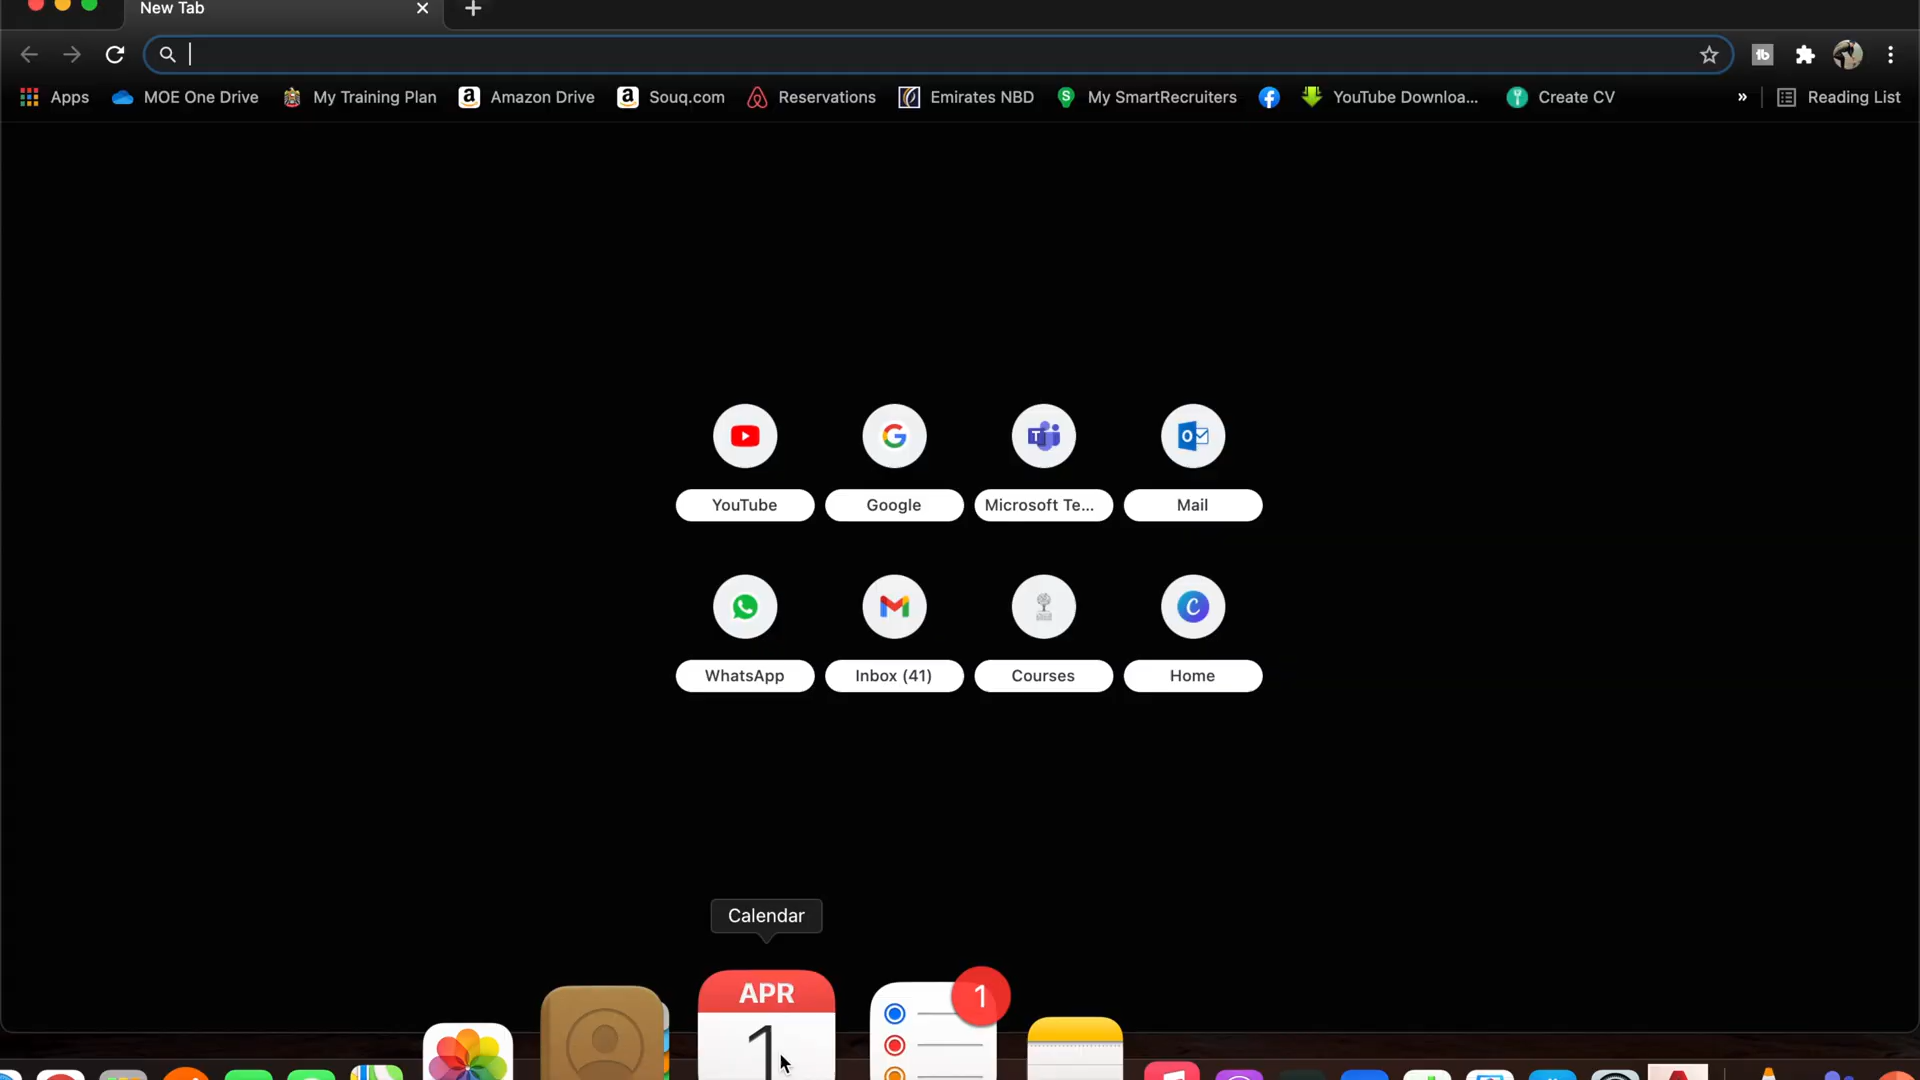 New Tab
Apps MOE One Drive My Training Plan Amazon Drive Souq.com Reservations Emirates NBD My SmartRecruiters YouTube Downloa... Create CV » Reading List
YouTube Google Microsoft Te... Mail
WhatsApp Inbox (41) Courses Home
Calendar
APR 1
1